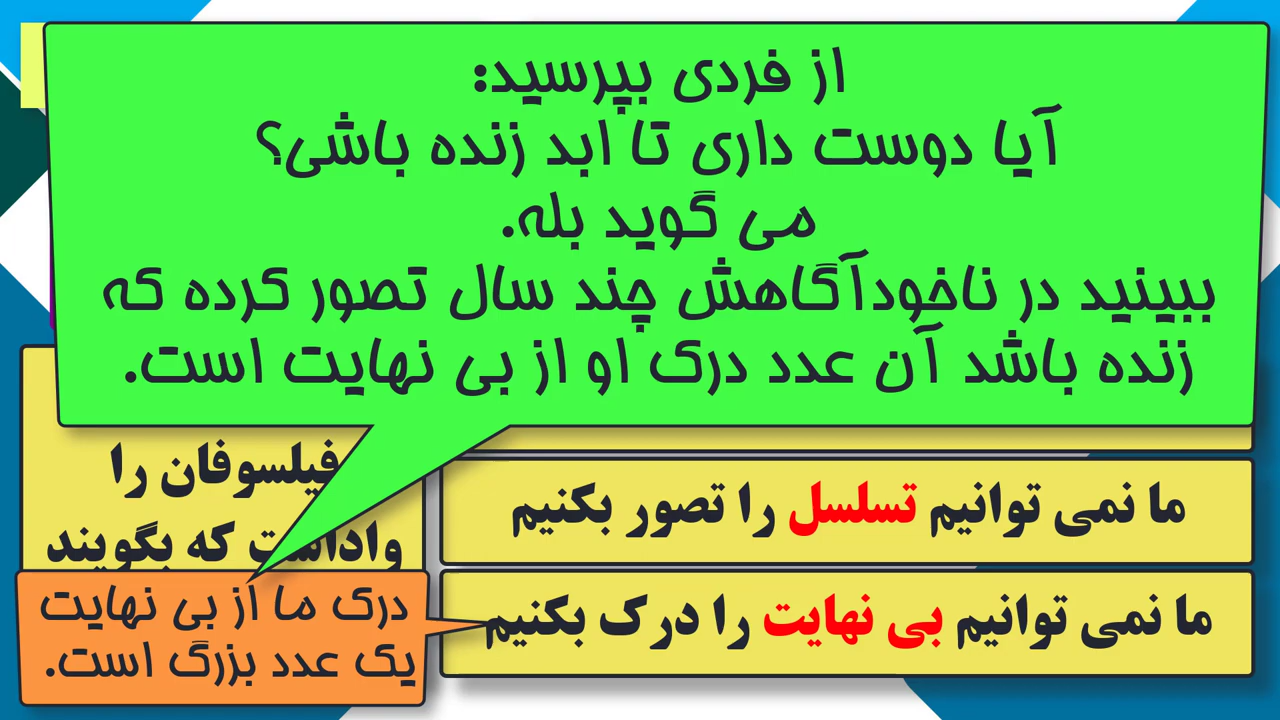 از فردی بپرسید:
آیا دوست داری تا ابد زنده باشی؟
می گوید بله.
ببینید در ناخودآگاهش چند سال تصور کرده که
زنده باشد آن عدد درک او از بی نهایت است.
ما نمی توانیم تسلسل را تصور بکنیم
ما نمی توانیم بی نهایت را درک بکنیم
فیلسوفان را
واداشت که بگویند
درک ما از بی نهایت
یک عدد بزرگ است.